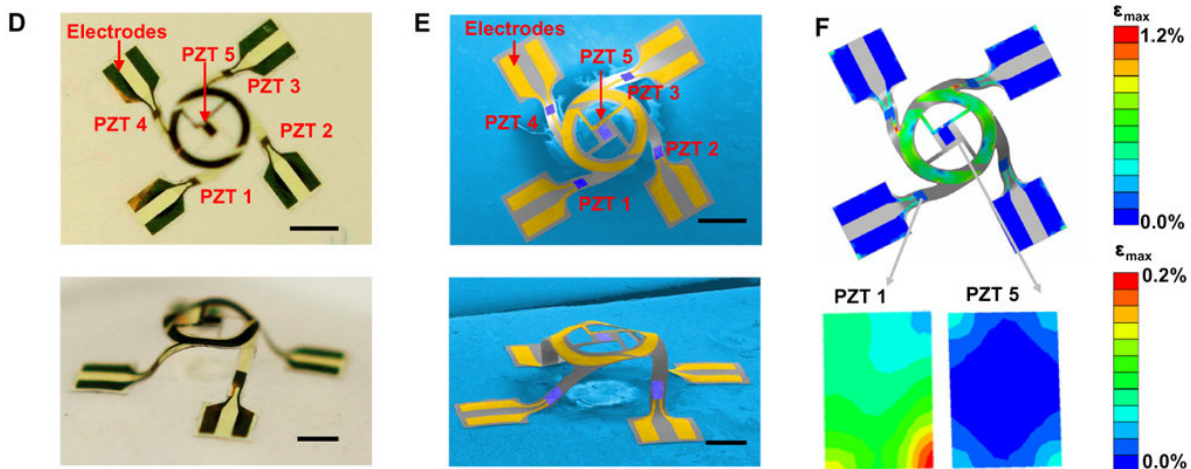 D
Electrodes
PZT 5
PZT 3
PZT 4
PZT 2
PZT 1
E
Electrodes
PZT 5
PZT 3
PZT 4
PZT 2
PZT 1
F
εmax
1.2%
0.0%
εmax
0.2%
0.0%
PZT 1
PZT 5